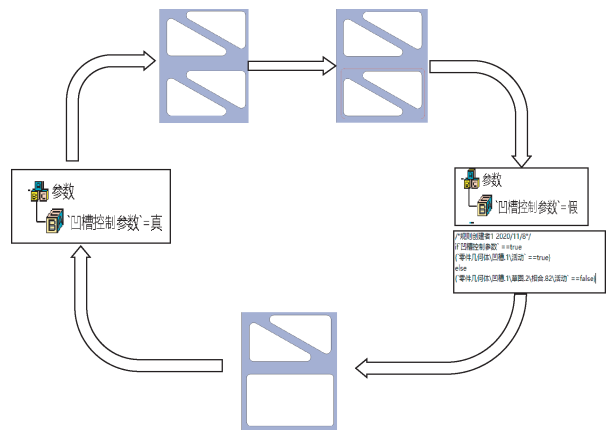 参数
`凹槽控制参数`=真
参数
`凹槽控制参数`=假
/*规则创建者1 2020/11/8*/
if`凹槽控制参数` ==true
(`零件几何体\凹槽.1\活动` ==true)
else
(`零件几何体\凹槽.1\草图.2\相合.82\活动` ==false)